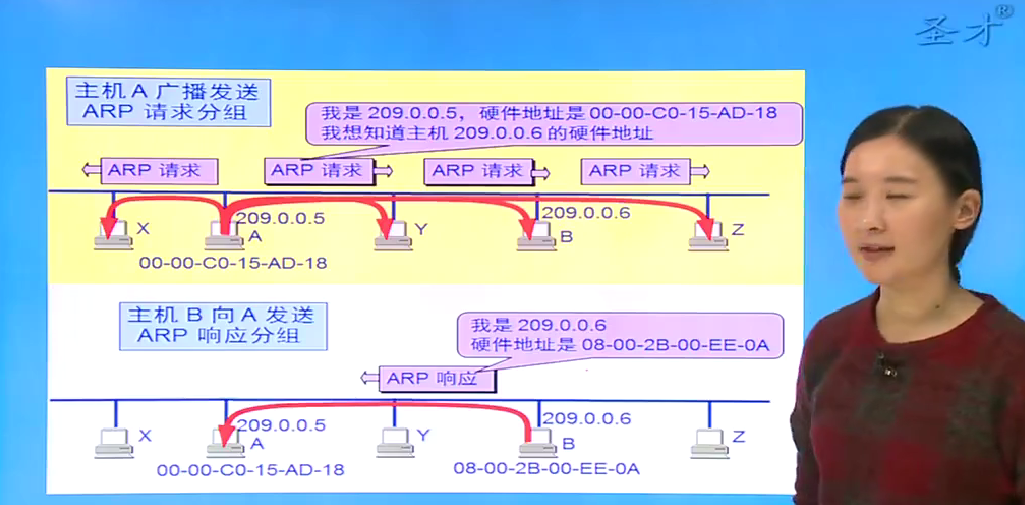 圣才®
主机 A 广播发送
ARP 请求分组
我是 209.0.0.5，硬件地址是 00-00-C0-15-AD-18
我想知道主机 209.0.0.6 的硬件地址
ARP 请求
ARP 请求
ARP 请求
ARP 请求
X
209.0.0.5
A
Y
209.0.0.6
B
Z
00-00-C0-15-AD-18
主机 B 向 A 发送
ARP 响应分组
我是 209.0.0.6
硬件地址是 08-00-2B-00-EE-0A
ARP 响应
X
209.0.0.5
A
Y
209.0.0.6
B
Z
00-00-C0-15-AD-18
08-00-2B-00-EE-0A